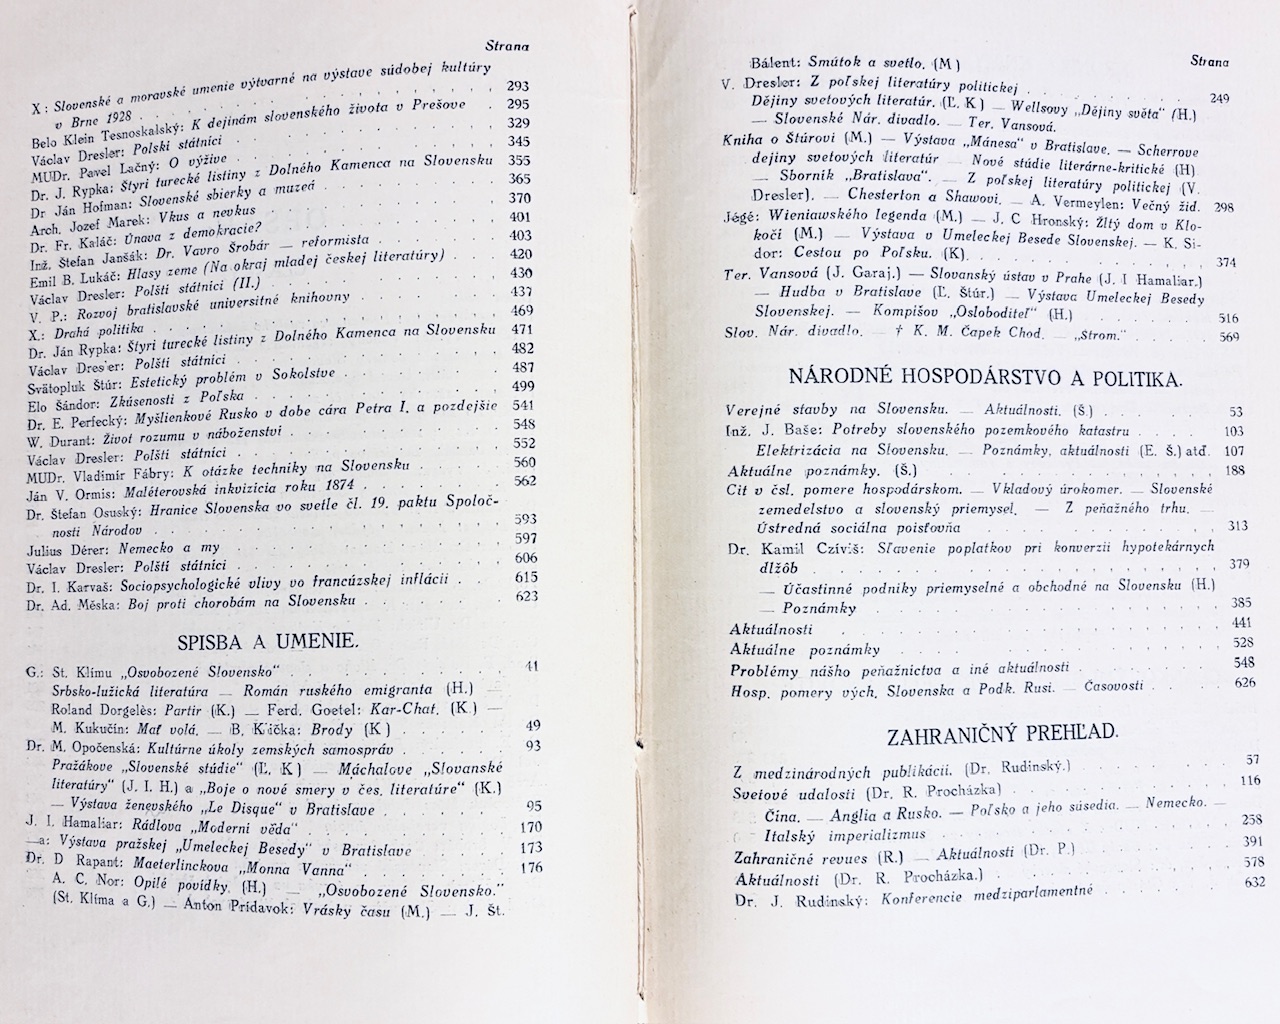 Strana
X: Slovenské a moravské umenie výtvarné na výstave súdobej kultúry
v Brne 1928 . . . . . . . . . . 293
Belo Klein Tesnoskalský: K dejinám slovenského života v Prešove . 295
Václav Dresler: Polski státníci . . . . . . . . 329
MUDr. Pavel Lačný: O výžive . . . . . . . . 345
Dr. J. Rypka: Štyri turecké listiny z Dolného Kamenca na Slovensku 355
Dr Ján Hofman: Slovenské sbierky a muzeá . . . . . . 365
Arch. Jozef Marek: Vkus a nevkus . . . . . . . 370
Dr. Fr. Kaláč: Únava z demokracie? . . . . . . . 401
Inž. Štefan Janšák: Dr. Vavro Šrobár — reformista . . . . 403
Emil B. Lukáč: Hlasy zeme (Na okraj mladej českej literatúry) . . 420
Václav Dresler: Polští státníci (II.) . . . . . . 430
V. P.: Rozvoj bratislavské universitné knihovny . . . . . 437
X.: Drahá politika . . . . . . . . . . 469
Dr. Ján Rypka: Štyri turecké listiny z Dolného Kamenca na Slovensku 471
Václav Dresler: Polští státníci . . . . . . . . 482
Svätopluk Štúr: Estetický problém v Sokolstve . . . . . 487
Elo Šándor: Zkúsenosti z Poľska . . . . . . . 499
Dr. E. Perfecký: Myšlienkové Rusko v dobe cára Petra I. a pozdejšie 541
W. Durant: Život rozumu v náboženství . . . . . . 548
Václav Dresler: Polští státníci . . . . . . . . 552
MUDr. Vladimir Fábry: K otázke techniky na Slovensku . . . 560
Ján V. Ormis: Maléterovská inkvizícia roku 1874 . . . . . 562
Dr. Štefan Osuský: Hranice Slovenska vo svetle čl. 19. paktu Spoloč-
nosti Národov . . . . . . . . . . 593
Julius Dérer: Nemecko a my . . . . . . . . 597
Václav Dresler: Polští státníci . . . . . . . . 606
Dr. I. Karvaš: Sociopsychologické vlivy vo francúzskej inflácii . . 615
Dr. Ad. Měska: Boj proti chorobám na Slovensku . . . . . 623
SPISBA A UMENIE.
G.: St. Klímu „Osvobozené Slovensko“ . . . . . . . 41
Srbsko-lužická literatúra — Román ruského emigranta (H.) —
Roland Dorgelès: Partir (K.) — Ferd. Goetel: Kar-Chat. (K.) —
M. Kukučín: Mať volá. — B. Klička: Brody (K) . . . . 49
Dr. M. Opočenská: Kultúrne úkoly zemských samospráv . . . . 93
Pražákove „Slovenské stúdie“ (Ľ. K) — Máchalove „Slovanské
literatúry“ (J. I. H.) a „Boje o nové smery v čes. literatúre“ (K.)
— Výstava ženevského „Le Disque“ v Bratislave . . . . 95
J. I. Hamaliar: Rádlova „Moderní věda“ . . . . . . 170
—a: Výstava pražskej „Umeleckej Besedy“ v Bratislave . . . . 173
Dr. D Rapant: Maeterlinckova „Monna Vanna“ . . . . . 176
A. C. Nor: Opilé povídky. (H.) — „Osvobozené Slovensko.“
(St. Klíma a G.) — Anton Prídavok: Vrásky času (M.) — J. Št.
Strana
Bálent: Smútok a svetlo. (M)
V. Dresler: Z poľskej literatúry politickej . . . . . . 249
Dějiny svetových literatúr. (Ľ. K) — Wellsovy „Dějiny světa“ (H.)
— Slovenské Nár. divadlo. — Ter. Vansová.
Kniha o Štúrovi (M.) — Výstava „Mánesa“ v Bratislave. — Scherrove
dejiny svetových literatúr — Nové stúdie literárne-kritické (H)
— Sborník „Bratislava“. — Z poľskej literatúry politickej (V.
Dresler). — Chesterton a Shawovi. — A. Vermeylen: Večný žid. 298
Jégé: Wieniawského legenda (M.) — J. C Hronský: Žltý dom v Klo-
kočí (M.) — Výstava v Umeleckej Besede Slovenskej. — K. Si-
dor: Cestou po Poľsku. (K). . . . . . . . . 374
Ter. Vansová (J. Garaj.) — Slovanský ústav v Prahe (J. I Hamaliar.)
— Hudba v Bratislave (Ľ. Štúr.) — Výstava Umeleckej Besedy
Slovenskej. — Kompišov „Osloboditeľ“ (H.) . . . . . 516
Slov. Nár. divadlo. — † K. M. Čapek Chod. — „Strom.“ . . . . 569
NÁRODNÉ HOSPODÁRSTVO A POLITIKA.
Verejné stavby na Slovensku. — Aktuálnosti. (Š.) . . . . . 53
Inž. J. Baše: Potreby slovenského pozemkového katastru . . . . 103
Elektrizácia na Slovensku. — Poznámky, aktuálnosti (E. Š.) atď. 107
Aktuálne poznámky. (Š.) . . . . . . . . . 188
Cit v čsl. pomere hospodárskom. — Vkladový úrokomer. — Slovenské
zemedelstvo a slovenský priemysel. — Z peňažného trhu. —
Ústredná sociálna poisťovňa . . . . . . . . 313
Dr. Kamil Czíviš: Sľavenie poplatkov pri konverzii hypotekárnych
dlžôb . . . . . . . . . . . . 379
— Účastinné podniky priemyselné a obchodné na Slovensku (H.)
— Poznámky . . . . . . . . . . . 385
Aktuálnosti . . . . . . . . . . . 441
Aktuálne poznámky . . . . . . . . . . 528
Problémy nášho peňažníctva a iné aktuálnosti . . . . . . 548
Hosp. pomery vých. Slovenska a Podk. Rusi. — Časovosti . . . . 626
ZAHRANIČNÝ PREHĽAD.
Z medzinárodných publikácií. (Dr. Rudinský.) . . . . . 57
Svetové udalosti (Dr. R. Procházka) . . . . . . . 116
Čína. — Anglia a Rusko. — Poľsko a jeho súsedia. — Nemecko. —
Italský imperializmus . . . . . . . . . 258
Zahraničné revues (R.) — Aktuálnosti (Dr. P.) . . . . . 391
Aktuálnosti (Dr. R. Procházka.) . . . . . . . . 578
Dr. J. Rudinský: Konferencie medziparlamentné . . . . . 632